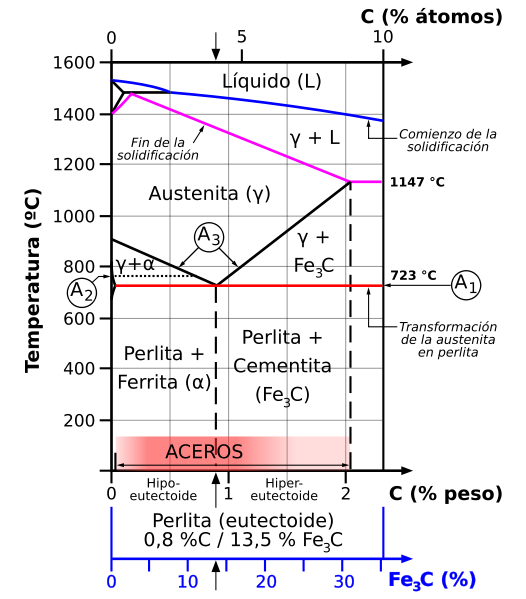 C (% átomos)
0 5 10
1600
Líquido (L)
1400
Fin de la
solidificación
γ + L
Comienzo de la
solidificación
1200
1147 °C
Austenita (γ)
Temperatura (ºC)
1000
A3
γ +
Fe3C
800
γ+α
723 °C
A2
A1
600
Transformación
de la austenita
en perlita
Perlita +
Ferrita (α)
Perlita +
Cementita
(Fe3C)
400
200
ACEROS
Hipo-
eutectoide
Hiper-
eutectoide
0 1 2
C (% peso)
Perlita (eutectoide)
0,8 %C / 13,5 % Fe3C
0 10 20 30
Fe3C (%)